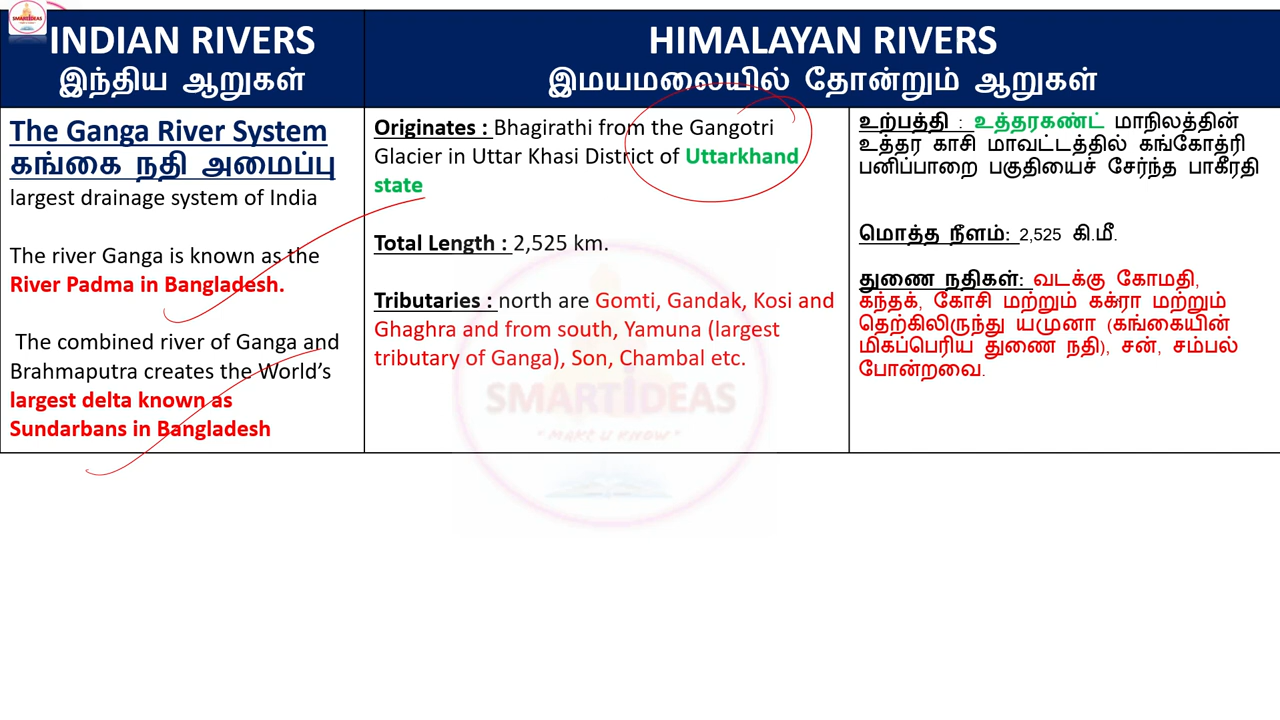 SMARTIDEAS
INDIAN RIVERS
இந்திய ஆறுகள்
HIMALAYAN RIVERS
இமயமலையில் தோன்றும் ஆறுகள்
The Ganga River System
கங்கை நதி அமைப்பு
largest drainage system of India
The river Ganga is known as the
River Padma in Bangladesh.
The combined river of Ganga and
Brahmaputra creates the World’s
largest delta known as
Sundarbans in Bangladesh
Originates : Bhagirathi from the Gangotri
Glacier in Uttar Khasi District of Uttarkhand
state
Total Length : 2,525 km.
Tributaries : north are Gomti, Gandak, Kosi and
Ghaghra and from south, Yamuna (largest
tributary of Ganga), Son, Chambal etc.
உற்பத்தி : உத்தரகண்ட் மாநிலத்தின்
உத்தர காசி மாவட்டத்தில் கங்கோத்ரி
பனிப்பாறை பகுதியைச் சேர்ந்த பாகீரதி
மொத்த நீளம்: 2,525 கி.மீ.
துணை நதிகள்: வடக்கு கோமதி,
கந்தக், கோசி மற்றும் கக்ரா மற்றும்
தெற்கிலிருந்து யமுனா (கங்கையின்
மிகப்பெரிய துணை நதி), சன், சம்பல்
போன்றவை.
SMARTIDEAS
* MAKE U KNOW *